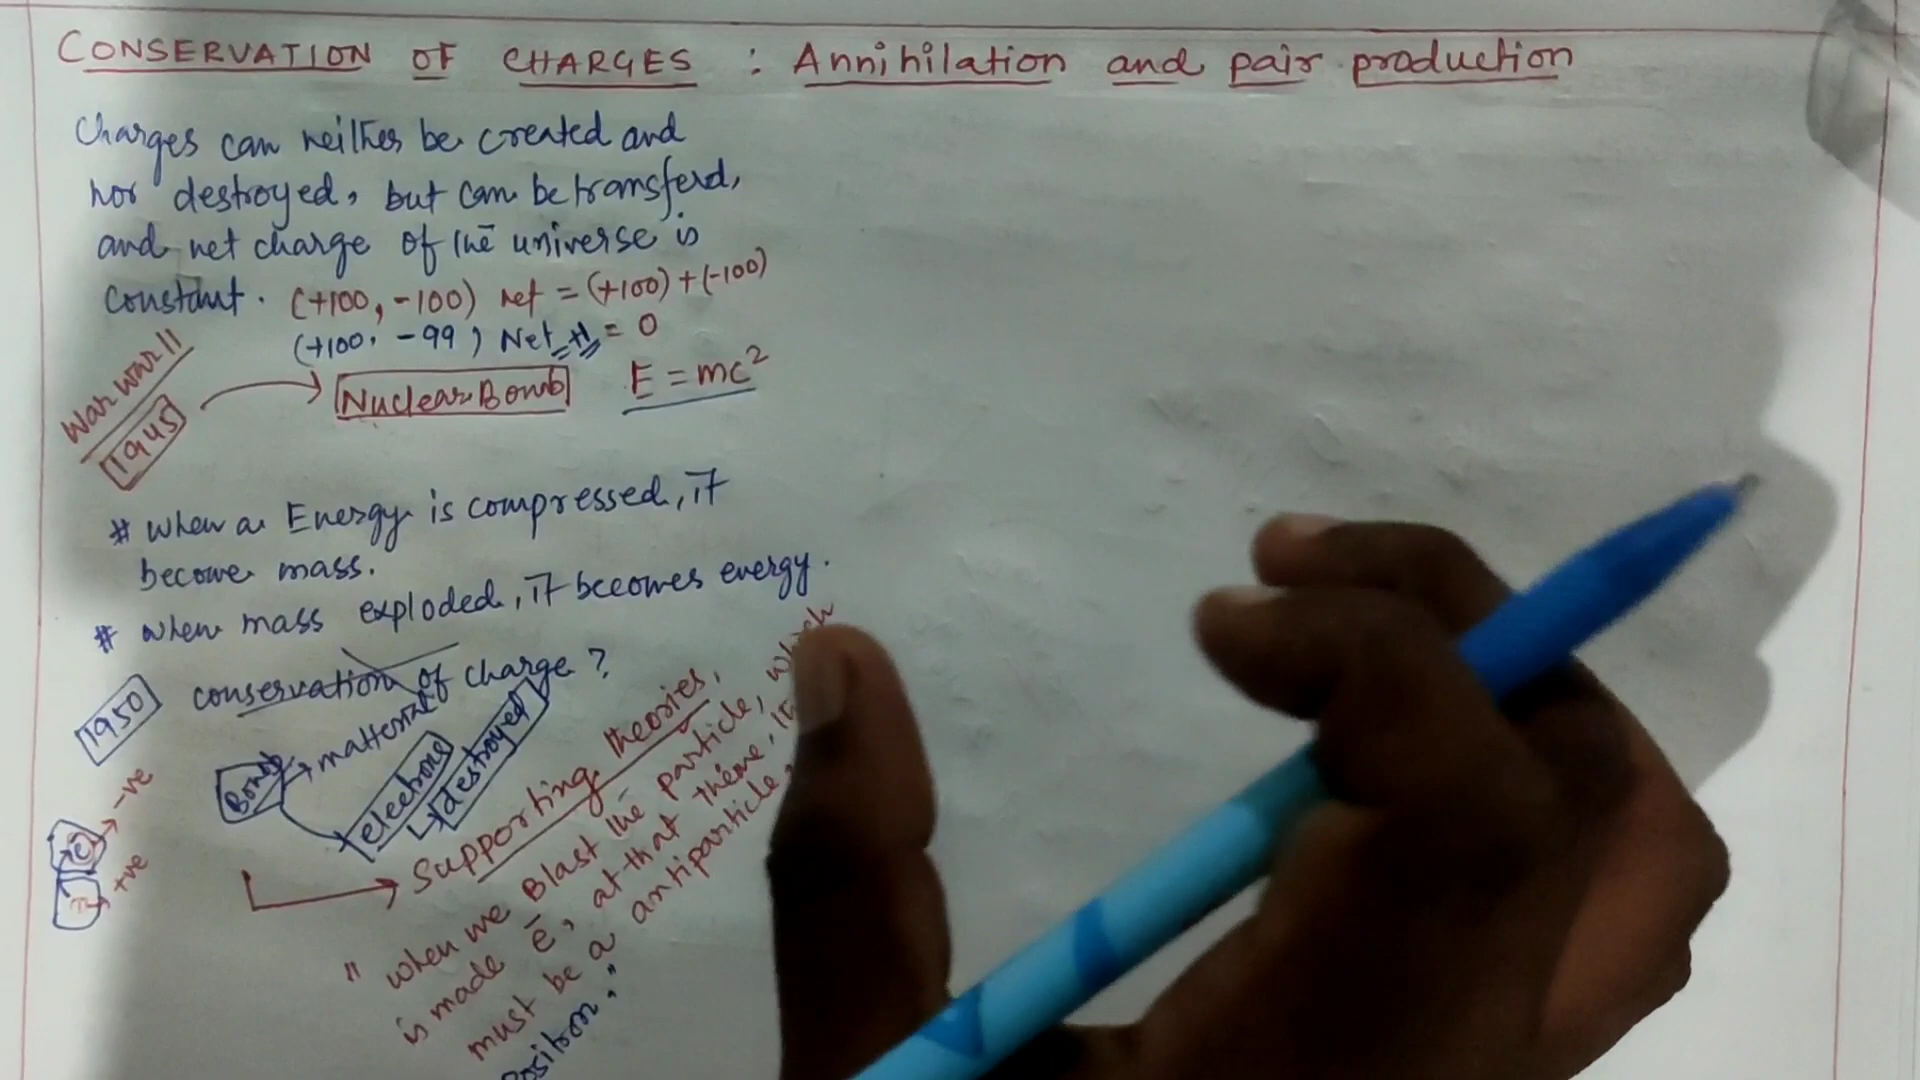 CONSERVATION OF CHARGES : Annihilation and pair production
Charges can neither be created and
nor destroyed, but can be transferd,
and net charge of the universe is
constant. (+100, -100) net = (+100) + (-100)
(+100, -99) Net +1 = 0
War war II
1945
Nuclear Bomb
E = mc²
# when a Energy is compressed, it
become mass.
# when mass exploded, it becomes energy.
1950
conservation of charge ?
Bomb → material
electrons
↳ destroyed
e → -ve
+ve
Supporting theories,
" when we Blast the particle, which
is made ē, at that theme, it
must be a antiparticle,
positron."